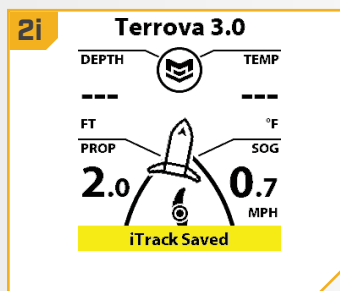 2i
Terrova 3.0
DEPTH TEMP
--- ---
FT °F
PROP SOG
2.0 0.7
MPH
iTrack Saved